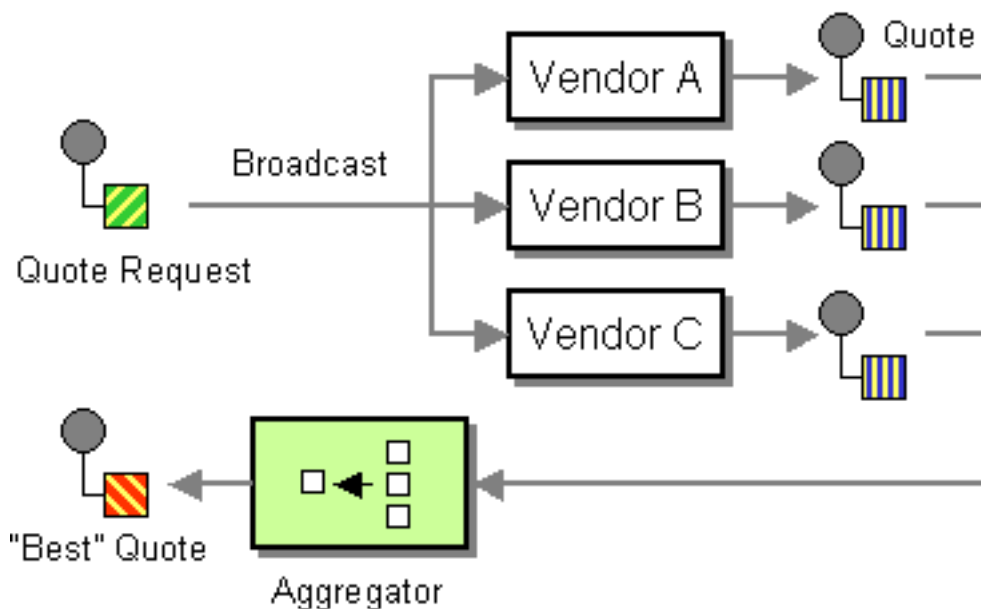 Vendor A
Quote
Broadcast
Vendor B
Quote Request
Vendor C
"Best" Quote
Aggregator